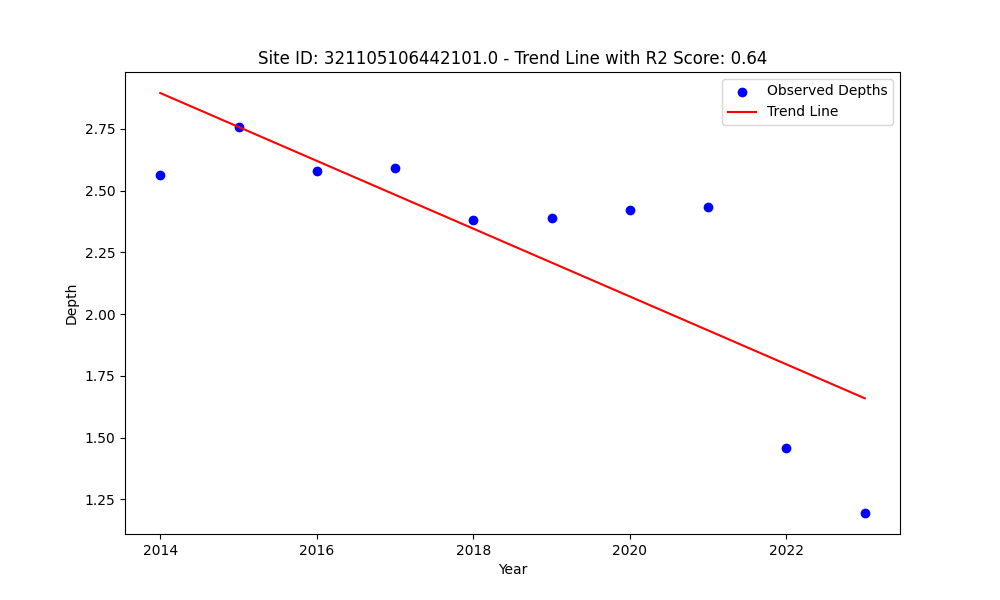 Site ID: 321105106442101.0 - Trend Line with R2 Score: 0.64
Observed Depths
Trend Line
Depth
2.75
2.50
2.25
2.00
1.75
1.50
1.25
2014
2016
2018
2020
2022
Year